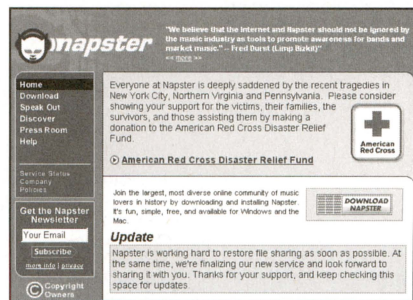 napster
"We believe that the Internet and Napster should not be ignored by
the music industry as tools to promote awareness for bands and
market music." -- Fred Durst (Limp Bizkit)"
<< more >>
Home
Download
Speak Out
Discover
Press Room
Help
Service Status
Company
Policies
Get the Napster
Newsletter
Your Email
Subscribe
more info | privacy
© Copyright
Owners
Everyone at Napster is deeply saddened by the recent tragedies in
New York City, Northern Virginia and Pennsylvania. Please consider
showing your support for the victims, their families, the
survivors, and those assisting them by making a
donation to the American Red Cross Disaster Relief
Fund.
American
Red Cross
American Red Cross Disaster Relief Fund
Join the largest, most diverse online community of music
lovers in history by downloading and installing Napster.
It's fun, simple, free, and available for Windows and the
Mac.
DOWNLOAD
NAPSTER
Update
Napster is working hard to restore file sharing as soon as possible. At
the same time, we're finalizing our new service and look forward to
sharing it with you. Thanks for your support, and keep checking this
space for updates.